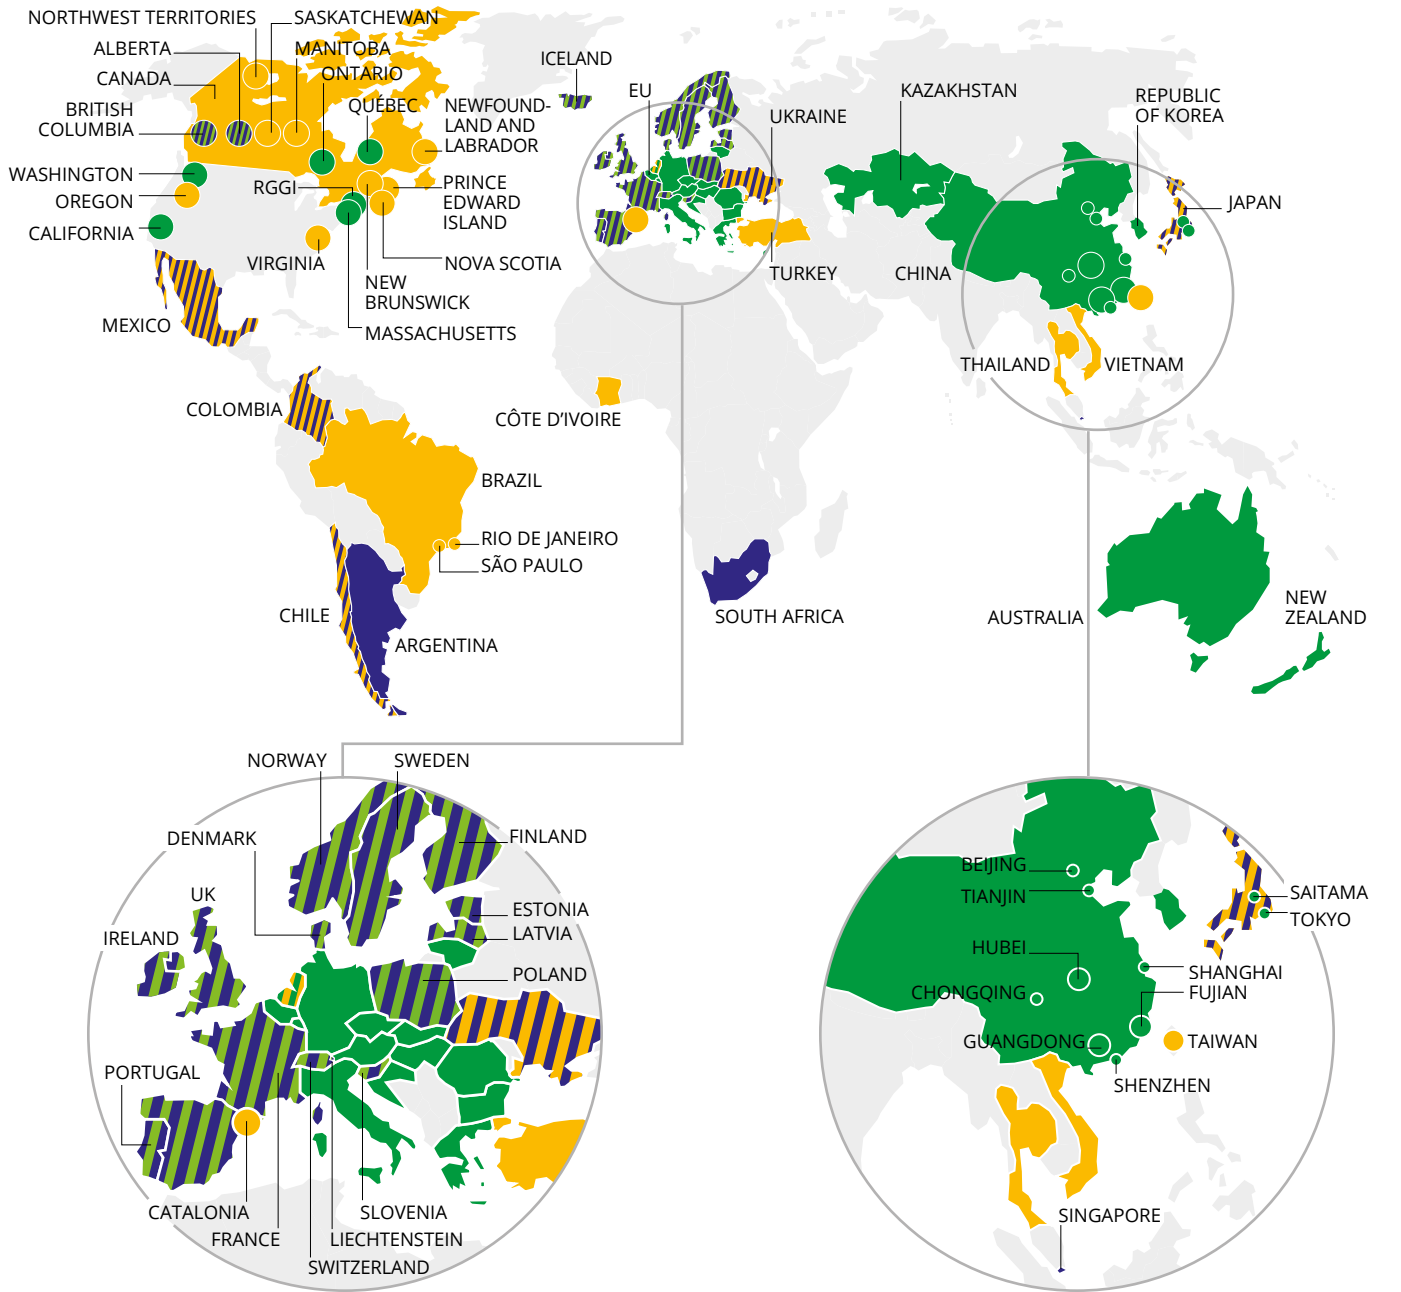 NORTHWEST TERRITORIES
SASKATCHEWAN
ALBERTA
MANITOBA
CANADA
ONTARIO
BRITISH
COLUMBIA
QUÉBEC
NEWFOUND-
LAND AND
LABRADOR
WASHINGTON
OREGON
RGGI
PRINCE
EDWARD
ISLAND
CALIFORNIA
VIRGINIA
NOVA SCOTIA
NEW
BRUNSWICK
MASSACHUSETTS
MEXICO
ICELAND
EU
UKRAINE
KAZAKHSTAN
REPUBLIC
OF KOREA
JAPAN
TURKEY
CHINA
THAILAND
VIETNAM
COLOMBIA
CÔTE D’IVOIRE
BRAZIL
RIO DE JANEIRO
SÃO PAULO
CHILE
ARGENTINA
SOUTH AFRICA
AUSTRALIA
NEW
ZEALAND
NORWAY
SWEDEN
DENMARK
FINLAND
UK
IRELAND
ESTONIA
LATVIA
POLAND
PORTUGAL
CATALONIA
FRANCE
SLOVENIA
LIECHTENSTEIN
SWITZERLAND
BEIJING
TIANJIN
SAITAMA
TOKYO
HUBEI
SHANGHAI
FUJIAN
CHONGQING
GUANGDONG
TAIWAN
SHENZHEN
SINGAPORE